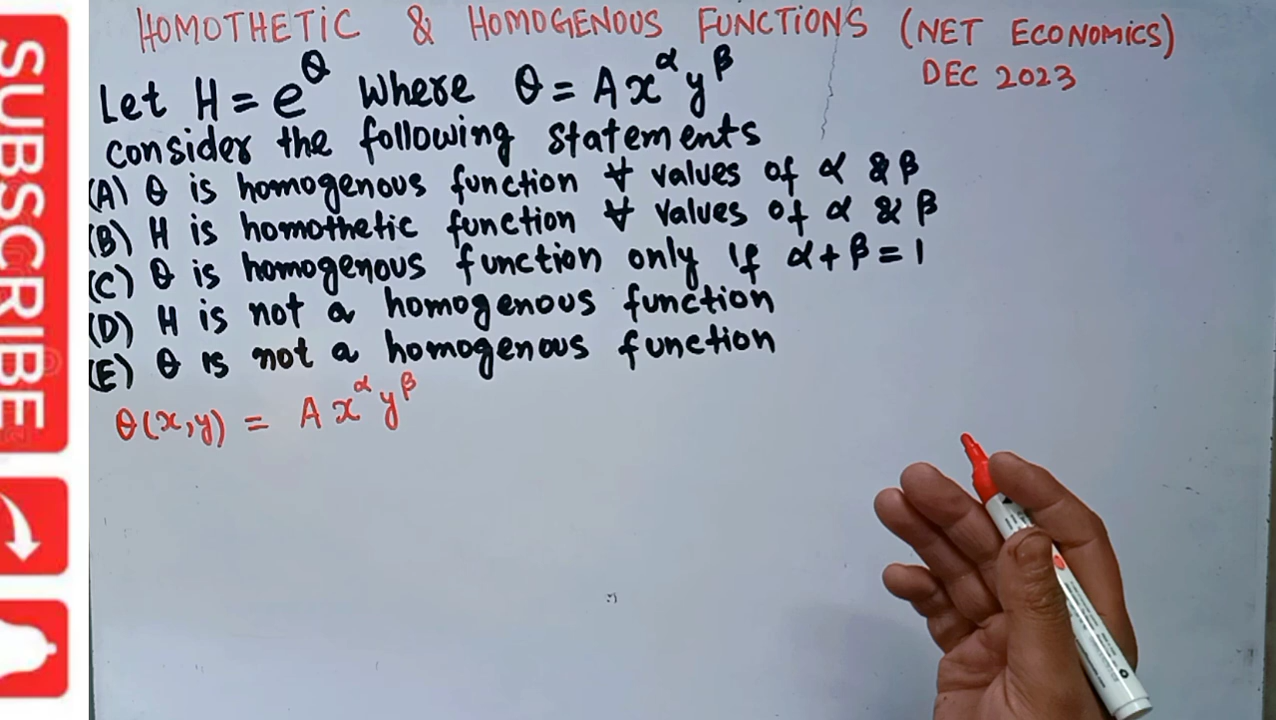 HOMOTHETIC & HOMOGENOUS FUNCTIONS (NET ECONOMICS)
DEC 2023
Let H = e^θ where θ = Ax^α y^β
consider the following statements
(A) θ is homogenous function ∀ values of α & β
(B) H is homothetic function ∀ values of α & β
(C) θ is homogenous function only if α + β = 1
(D) H is not a homogenous function
(E) θ is not a homogenous function
θ(x,y) = Ax^α y^β
SUBSCRIBE